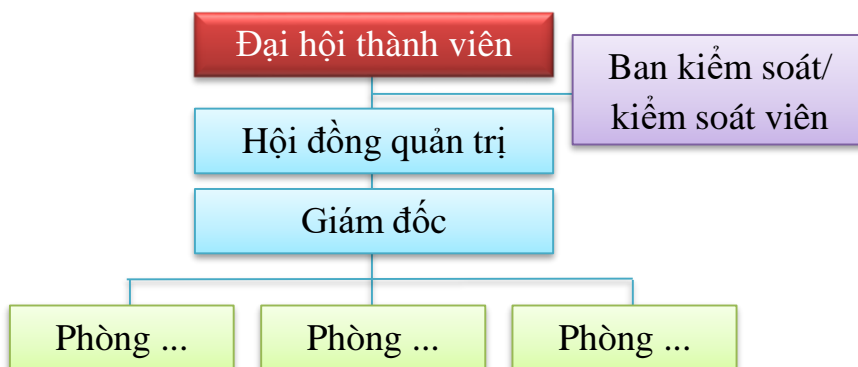 Đại hội thành viên
Ban kiểm soát/
kiểm soát viên
Hội đồng quản trị
Giám đốc
Phòng ...
Phòng ...
Phòng ...